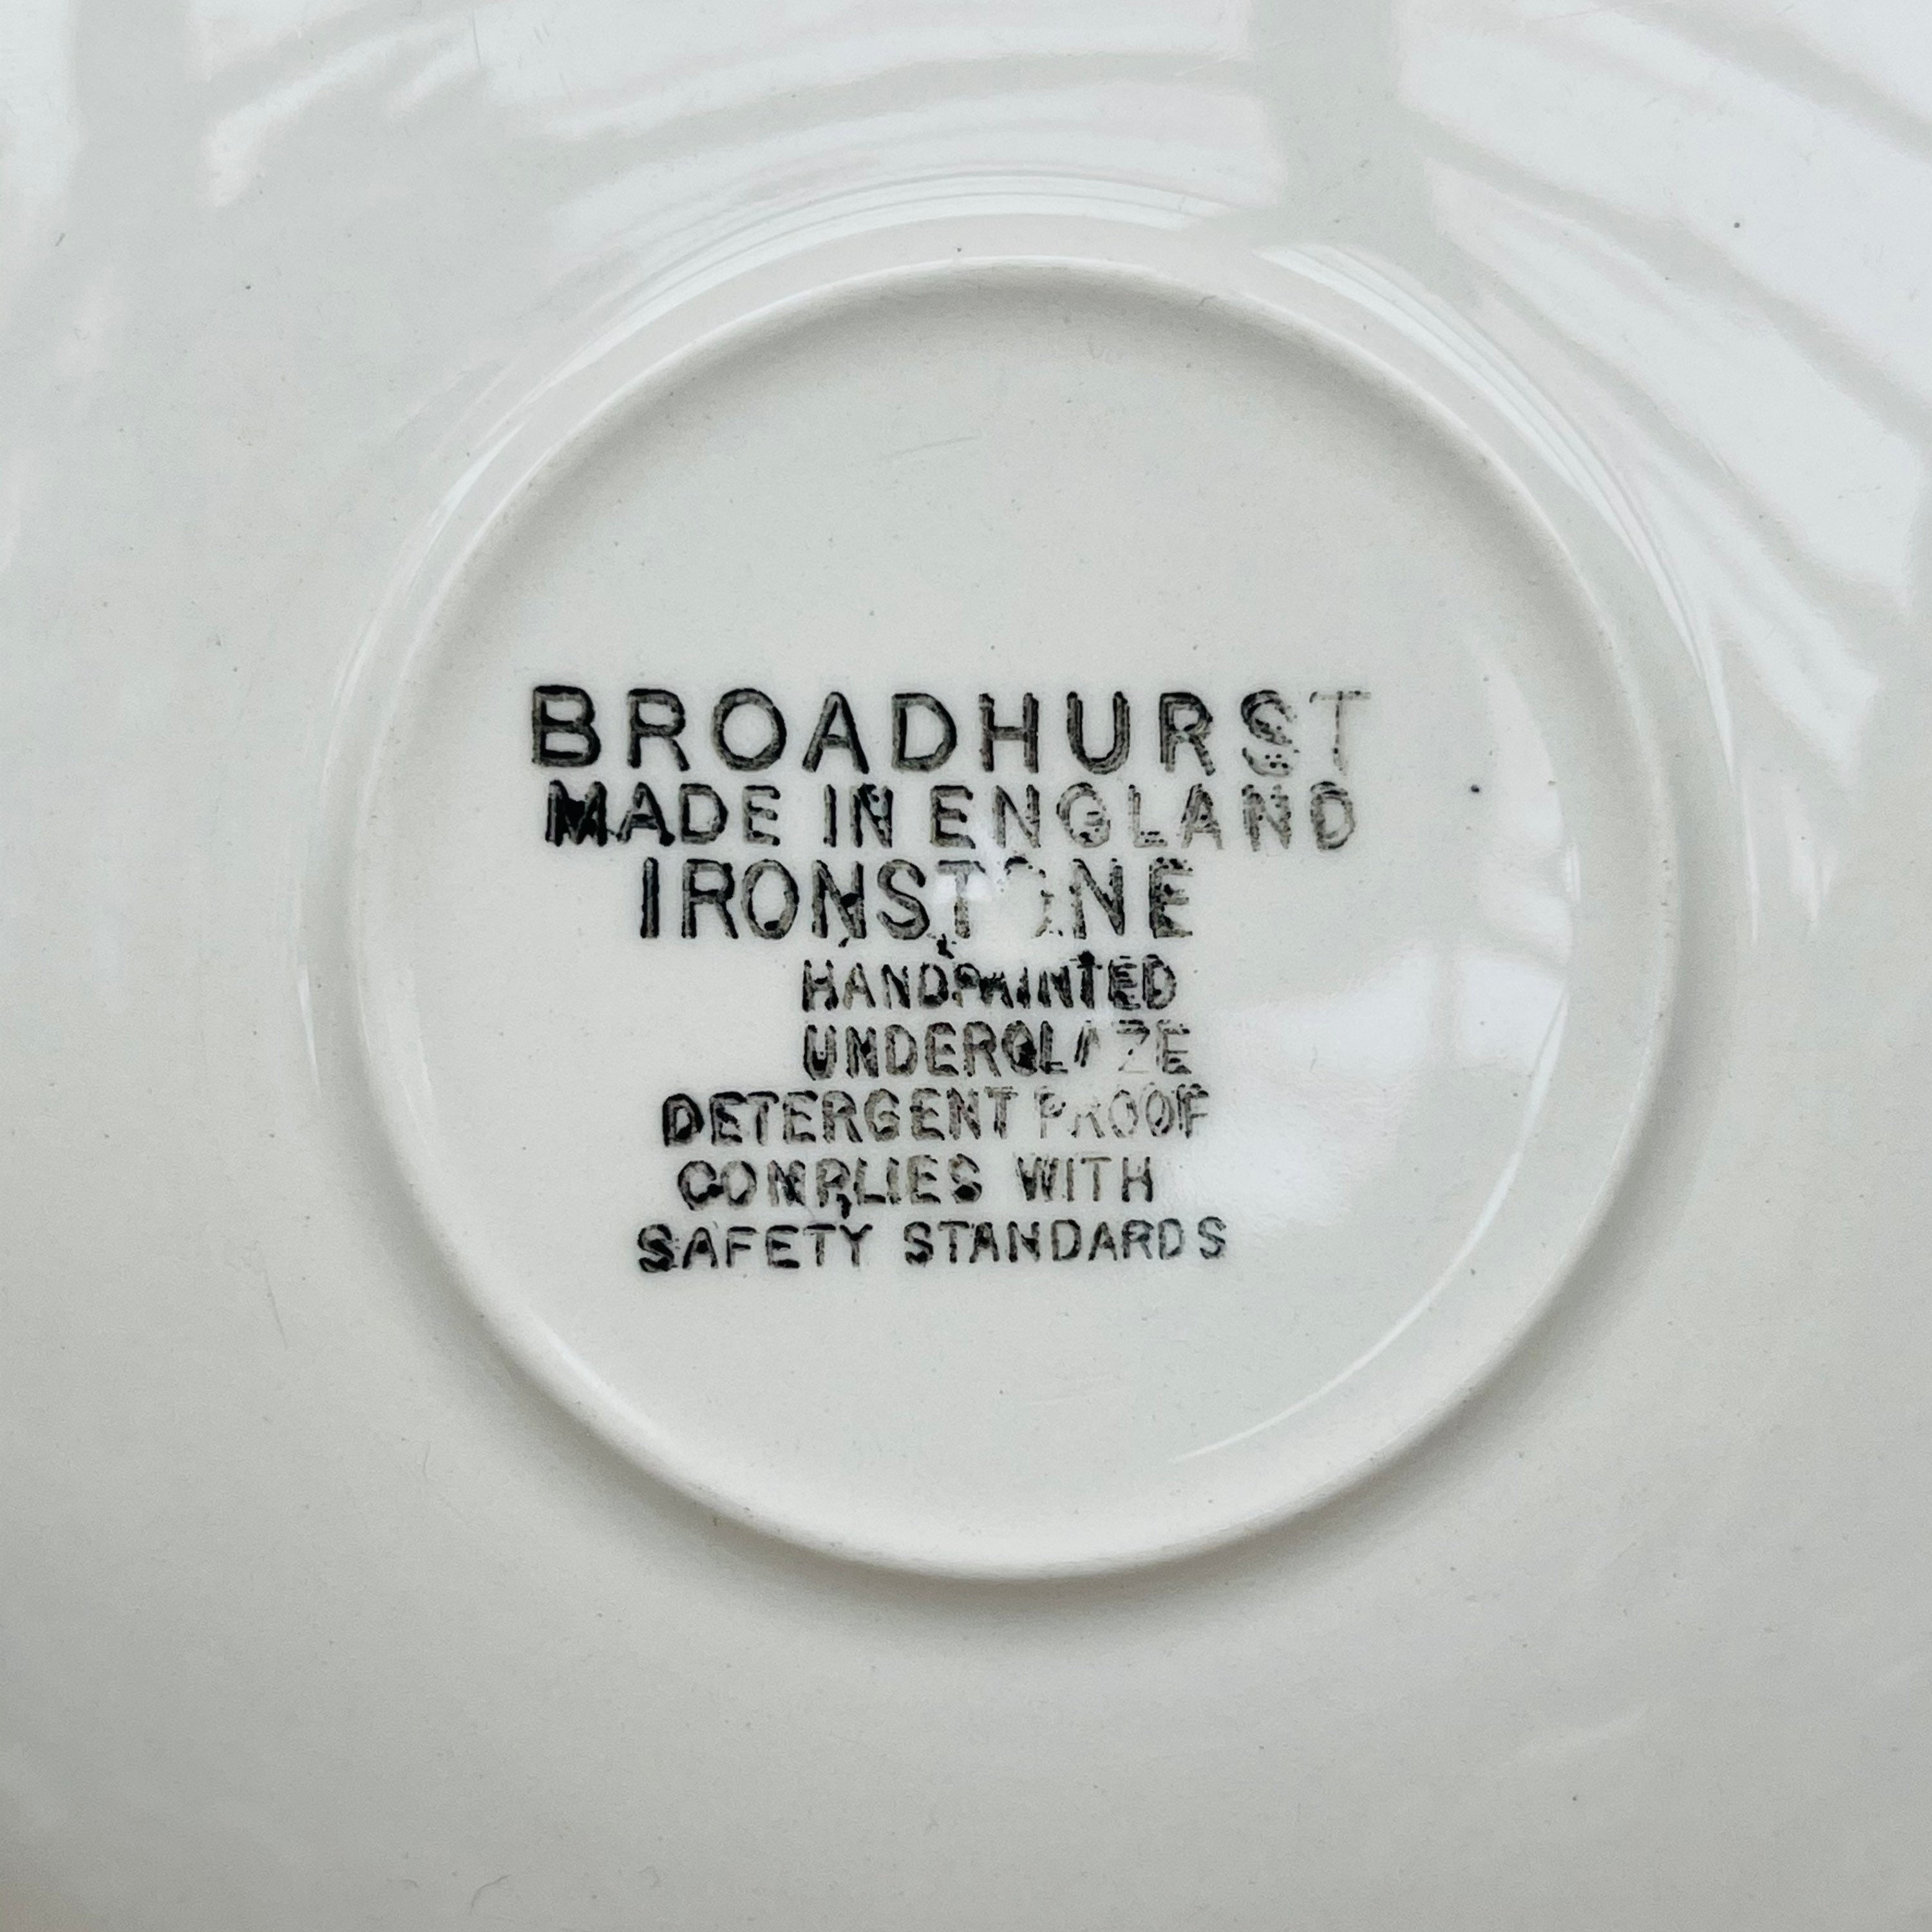 BROADHURST
MADE IN ENGLAND
IRONSTONE
HANDPAINTED
UNDERGLAZE
DETERGENT PROOF
COMPLIES WITH
SAFETY STANDARDS